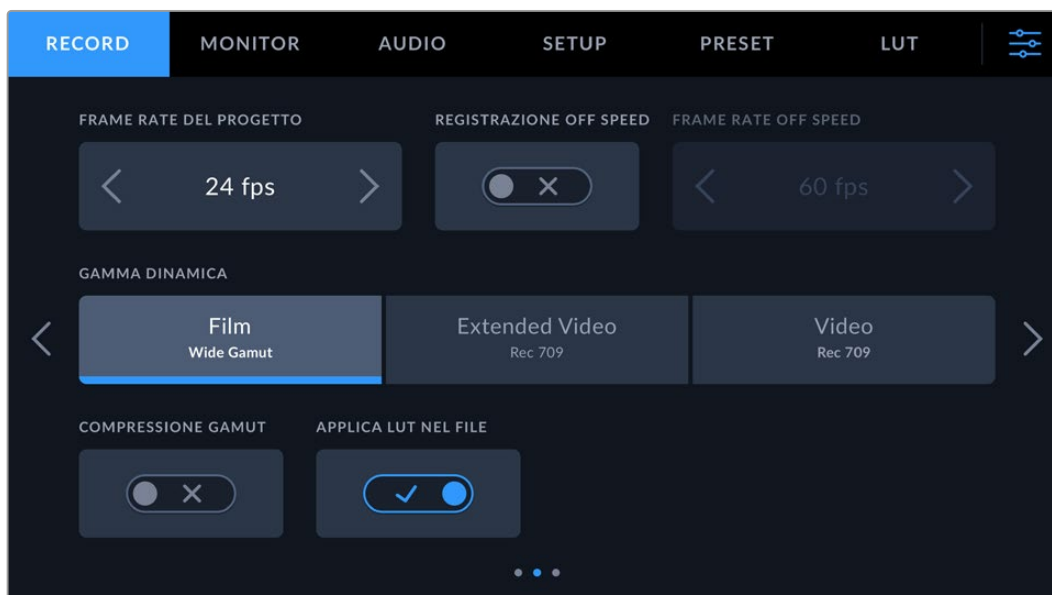 RECORD MONITOR AUDIO SETUP PRESET LUT
FRAME RATE DEL PROGETTO REGISTRAZIONE OFF SPEED FRAME RATE OFF SPEED
24 fps 60 fps
GAMMA DINAMICA
Film Extended Video Video
Wide Gamut Rec 709 Rec 709
COMPRESSIONE GAMUT APPLICA LUT NEL FILE